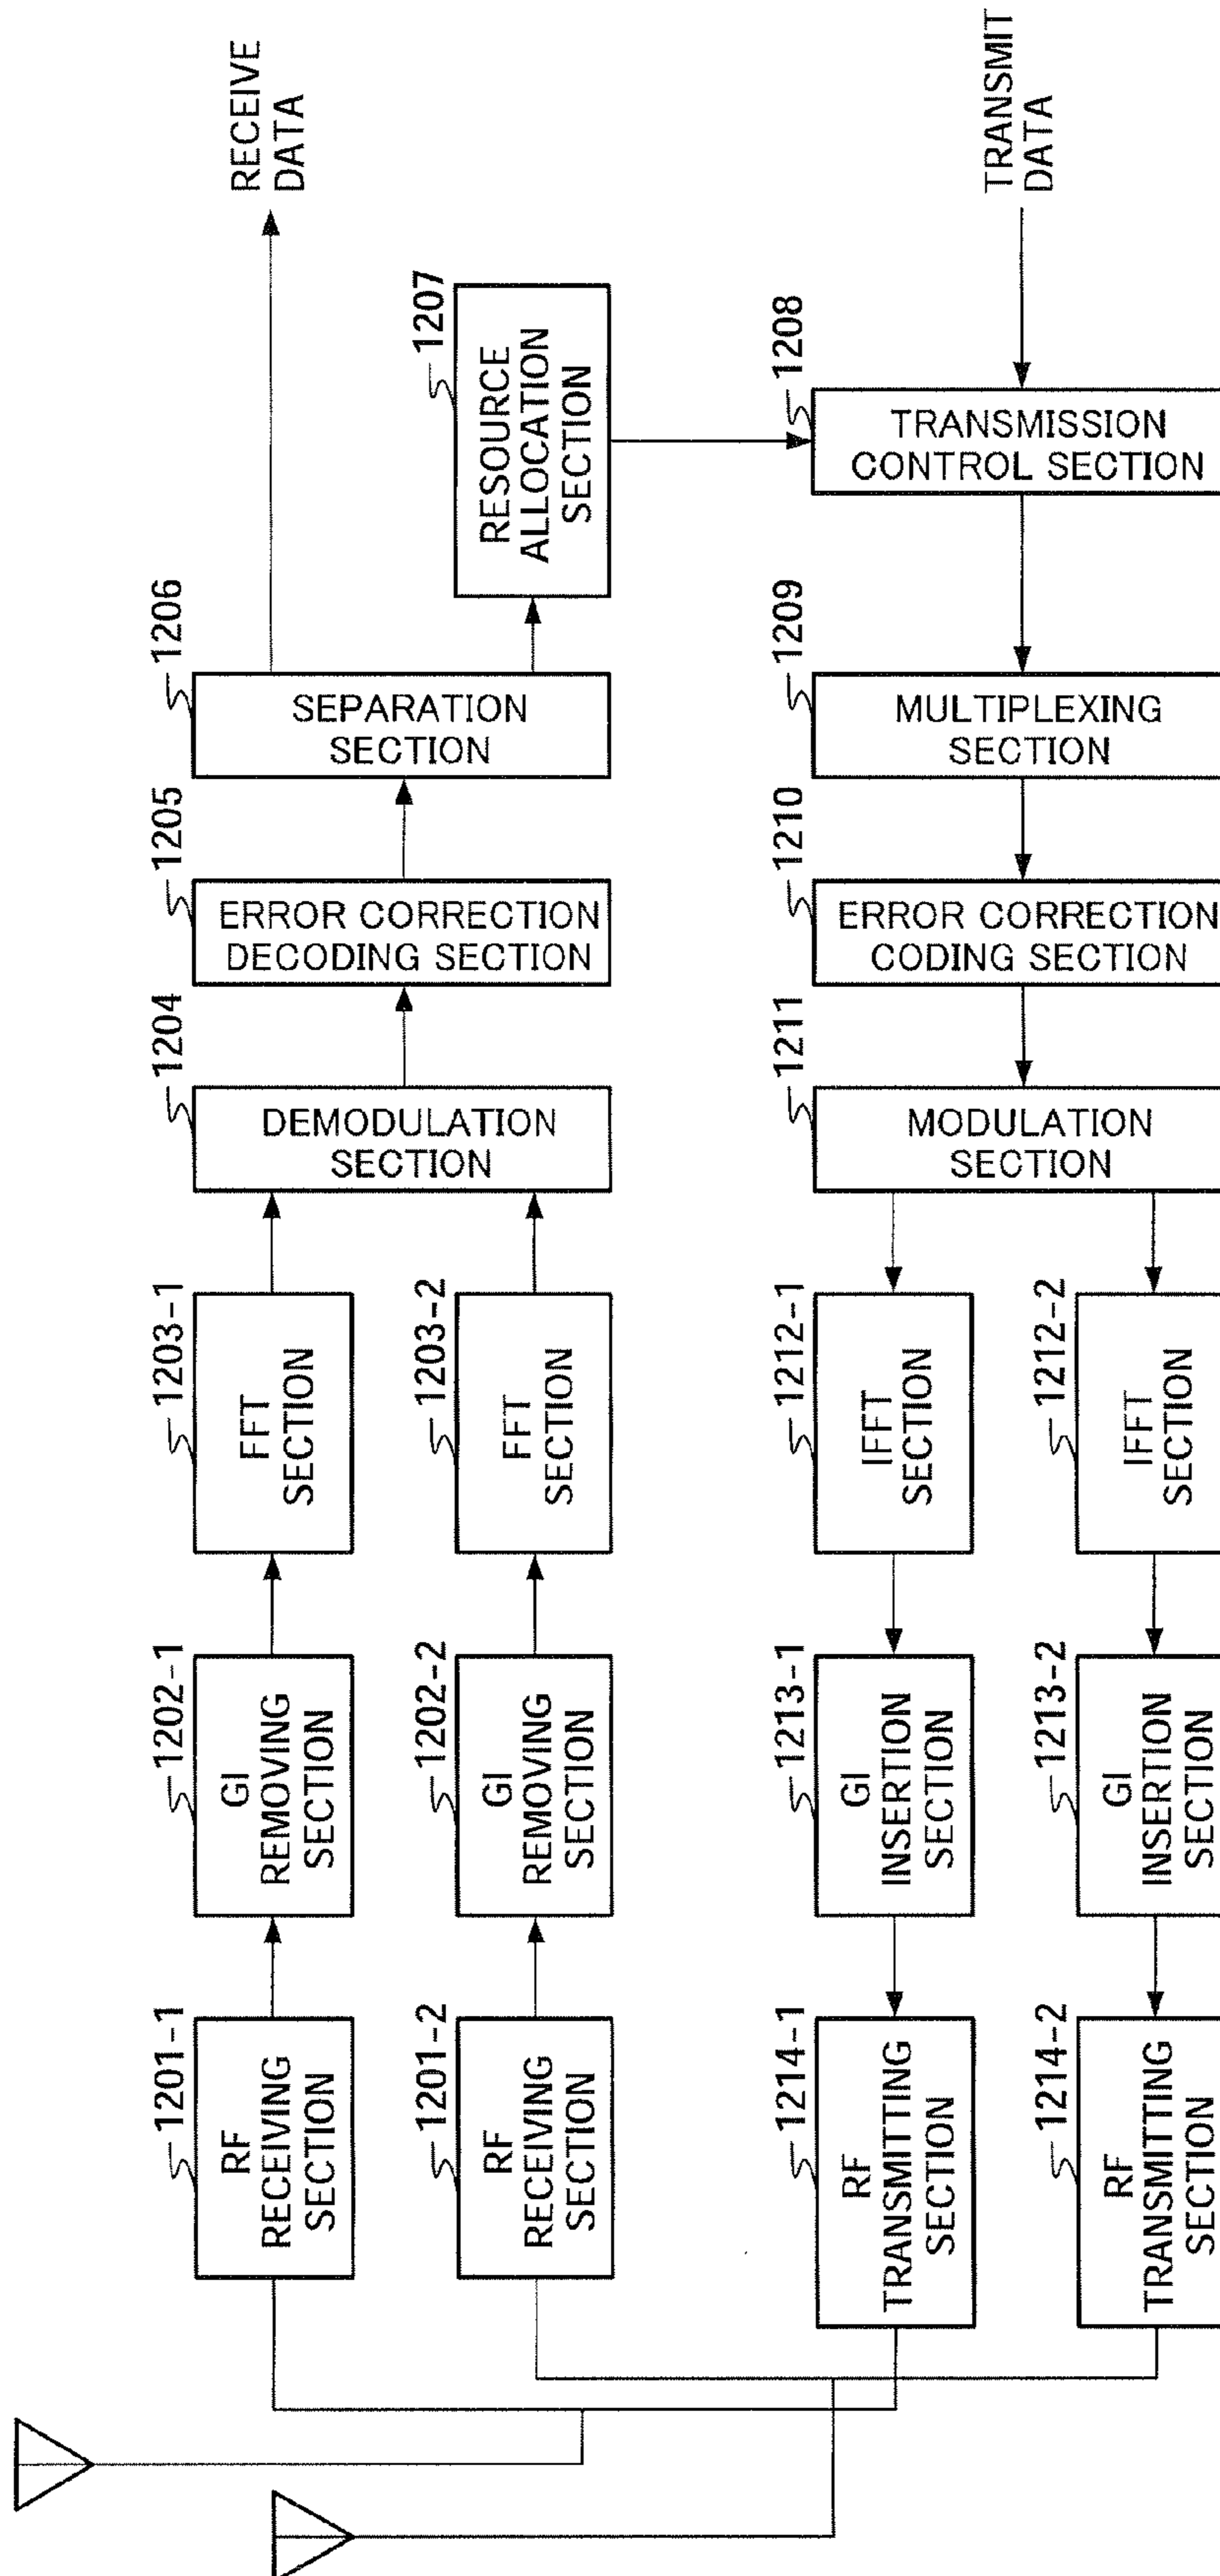 RECEIVE
DATA
1206
SEPARATION
SECTION
1207
RESOURCE
ALLOCATION
SECTION
1205
ERROR CORRECTION
DECODING SECTION
1204
DEMODULATION
SECTION
1203-1
FFT
SECTION
1203-2
FFT
SECTION
1202-1
GI
REMOVING
SECTION
1202-2
GI
REMOVING
SECTION
1201-1
RF
RECEIVING
SECTION
1201-2
RF
RECEIVING
SECTION
TRANSMIT
DATA
1208
TRANSMISSION
CONTROL SECTION
1209
MULTIPLEXING
SECTION
1210
ERROR CORRECTION
CODING SECTION
1211
MODULATION
SECTION
1212-1
IFFT
SECTION
1212-2
IFFT
SECTION
1213-1
GI
INSERTION
SECTION
1213-2
GI
INSERTION
SECTION
1214-1
RF
TRANSMITTING
SECTION
1214-2
RF
TRANSMITTING
SECTION